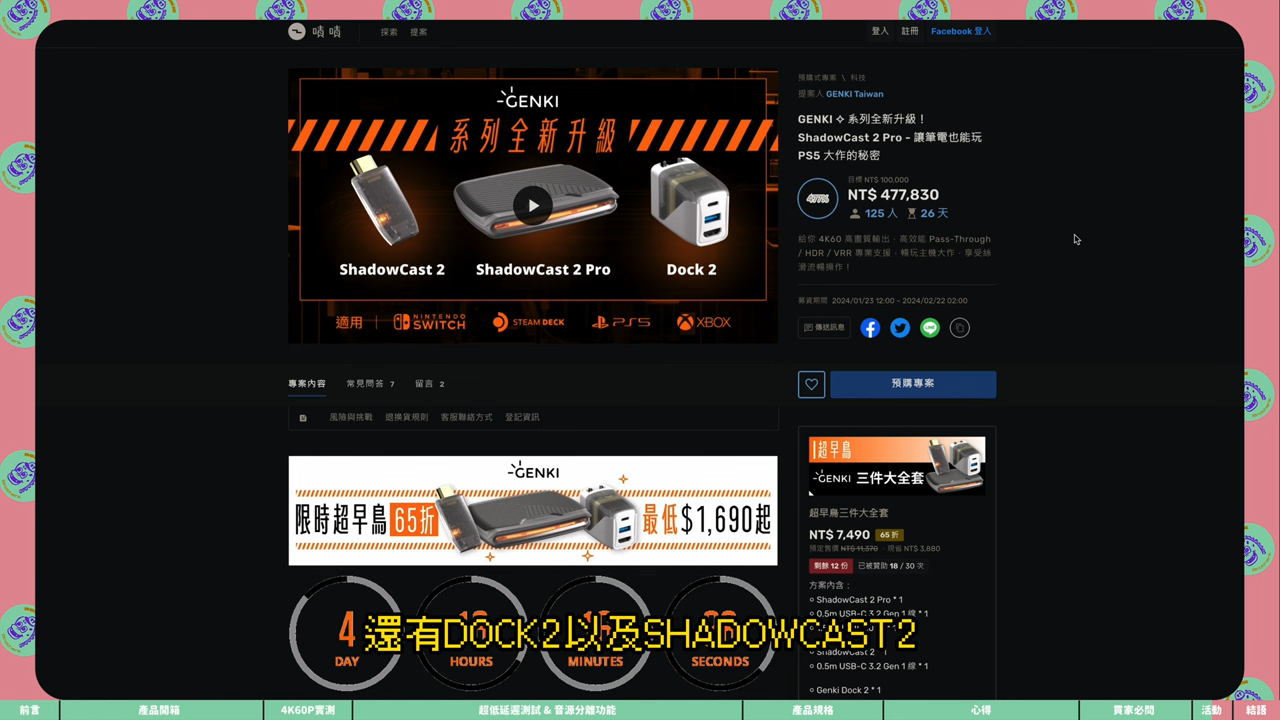 嘖嘖
探索
提案
登入
註冊
Facebook 登入
GENKI
系列全新升級
ShadowCast 2
ShadowCast 2 Pro
Dock 2
適用
NINTENDO SWITCH
STEAM DECK
PS5
XBOX
預購式專案 \ 科技
提案人 GENKI Taiwan
GENKI ✧ 系列全新升級！
ShadowCast 2 Pro - 讓筆電也能玩
PS5 大作的秘密
目標 NT$ 100,000
NT$ 477,830
125 人
26 天
給你 4K60 高畫質輸出、高效能 Pass-Through
/ HDR / VRR 專業支援，暢玩主機大作，享受絲
滑流暢操作！
募資期間 2024/01/23 12:00 – 2024/02/22 02:00
傳送訊息
預購專案
專案內容
常見問答 7
留言 2
風險與挑戰
退換貨規則
客服聯絡方式
登記資訊
GENKI
限時超早鳥65折
最低$1,690起
4
DAY
HOURS
MINUTES
SECONDS
還有DOCK2以及SHADOWCAST2
超早鳥
GENKI 三件大全套
超早鳥三件大全套
NT$ 7,490 65 折
預定售價 NT$ 11,370，現省 NT$ 3,880
剩餘 12 份
已被贊助 18 / 30 次
方案內含：
ShadowCast 2 Pro * 1
0.5m USB-C 3.2 Gen 1 線 * 1
ShadowCast 2 * 1
0.5m USB-C 3.2 Gen 1 線 * 1
Genki Dock 2 * 1
前言
產品開箱
4K60P實測
超低延遲測試 & 音源分離功能
產品規格
心得
買家必問
活動
結語